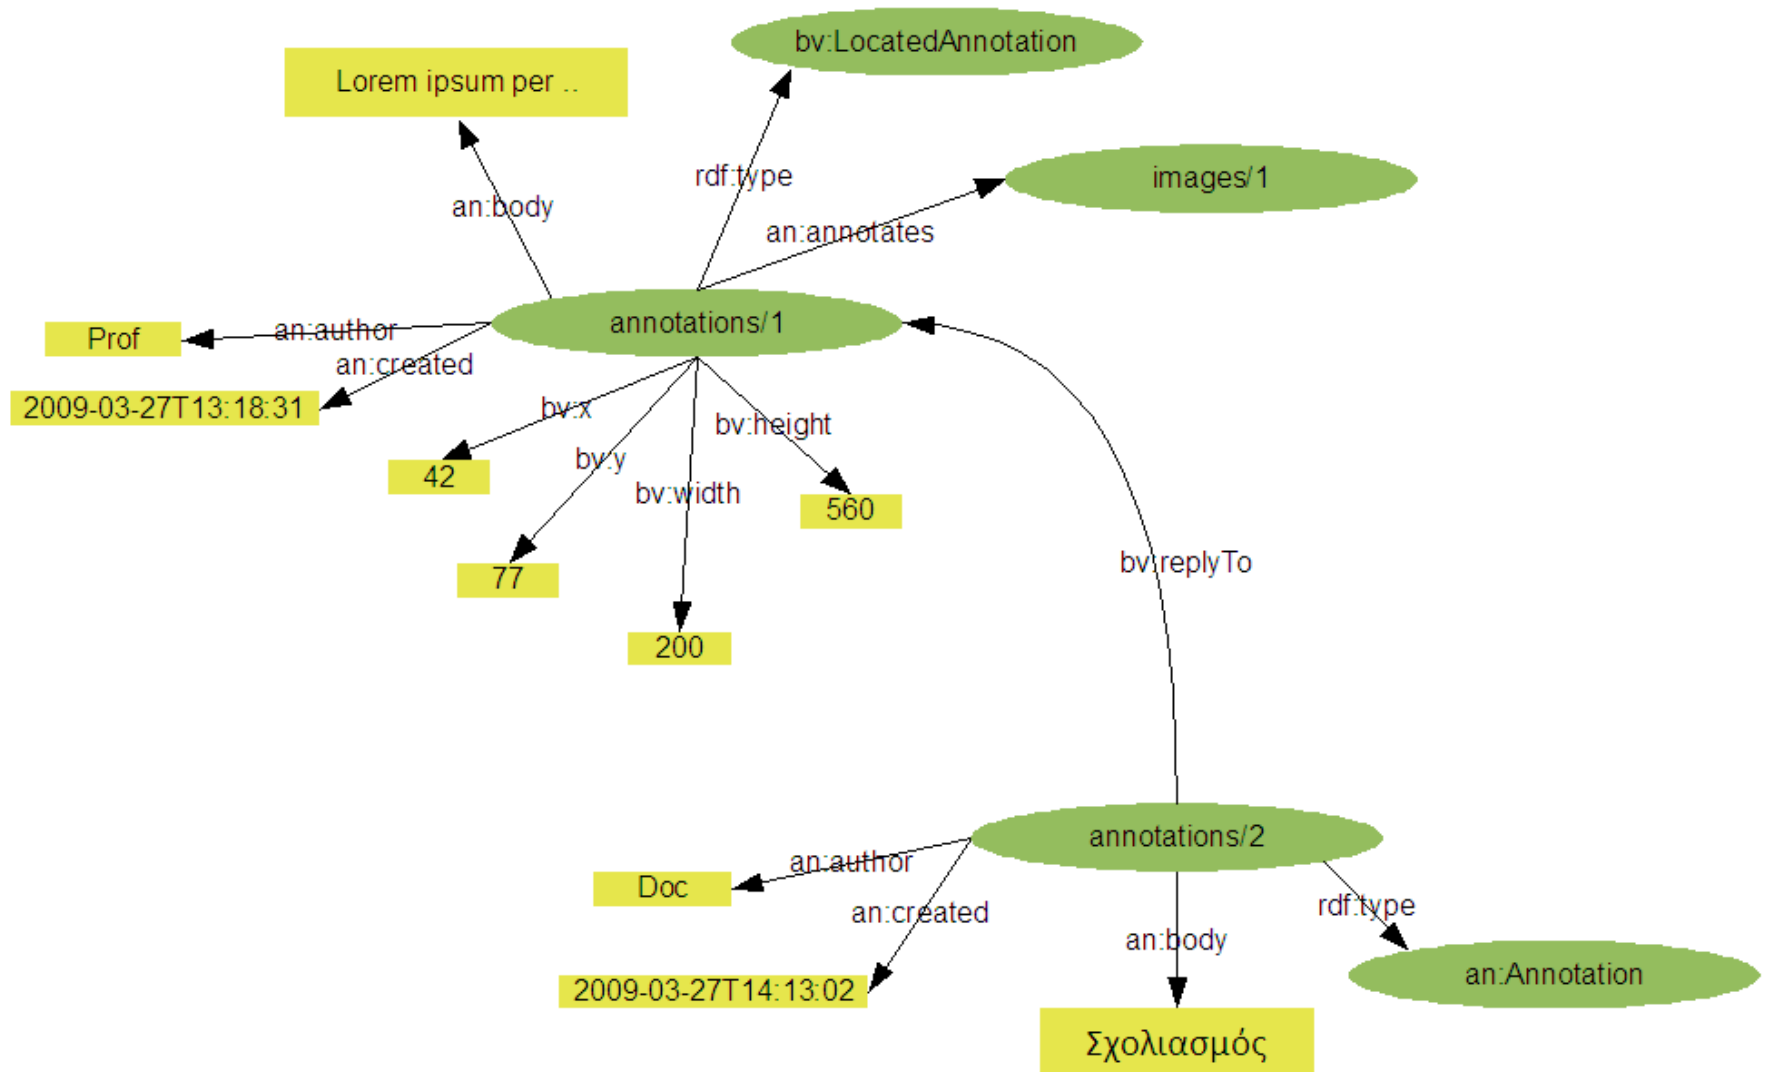 bv:LocatedAnnotation
Lorem ipsum per ..
rdf:type
images/1
an:body
an:annotates
annotations/1
Prof
an:author
an:created
2009-03-27T13:18:31
bv:x
bv:height
bv:y
42
bv:width
560
77
200
bv:replyTo
annotations/2
an:author
Doc
an:created
rdf:type
an:body
an:Annotation
2009-03-27T14:13:02
Σχολιασμός